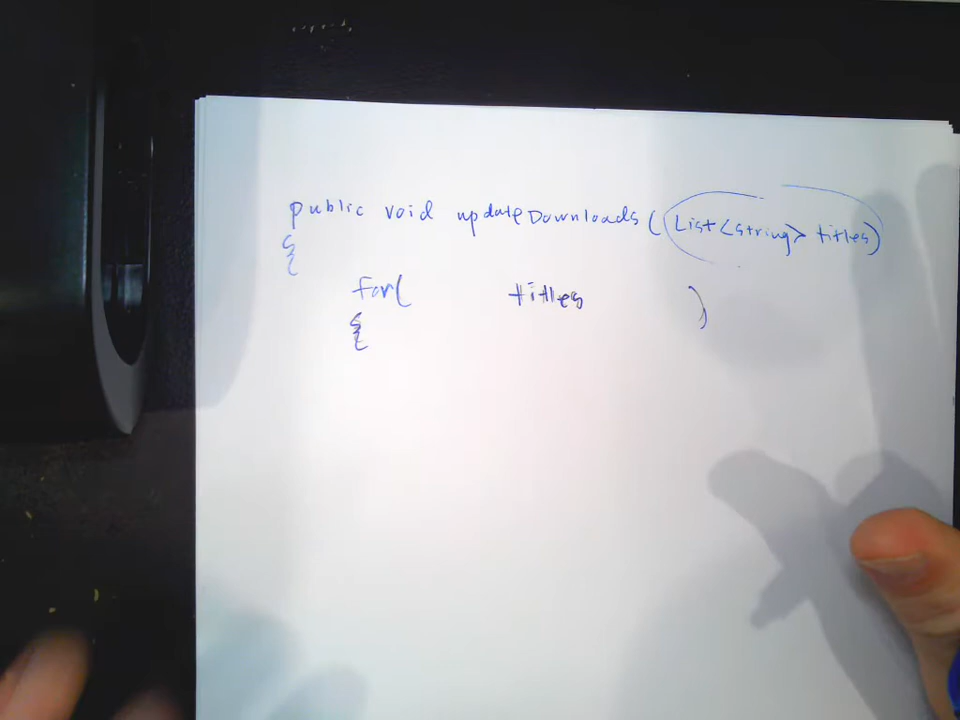 public void updateDownloads (List<string> titles)
{
for( titles )
{